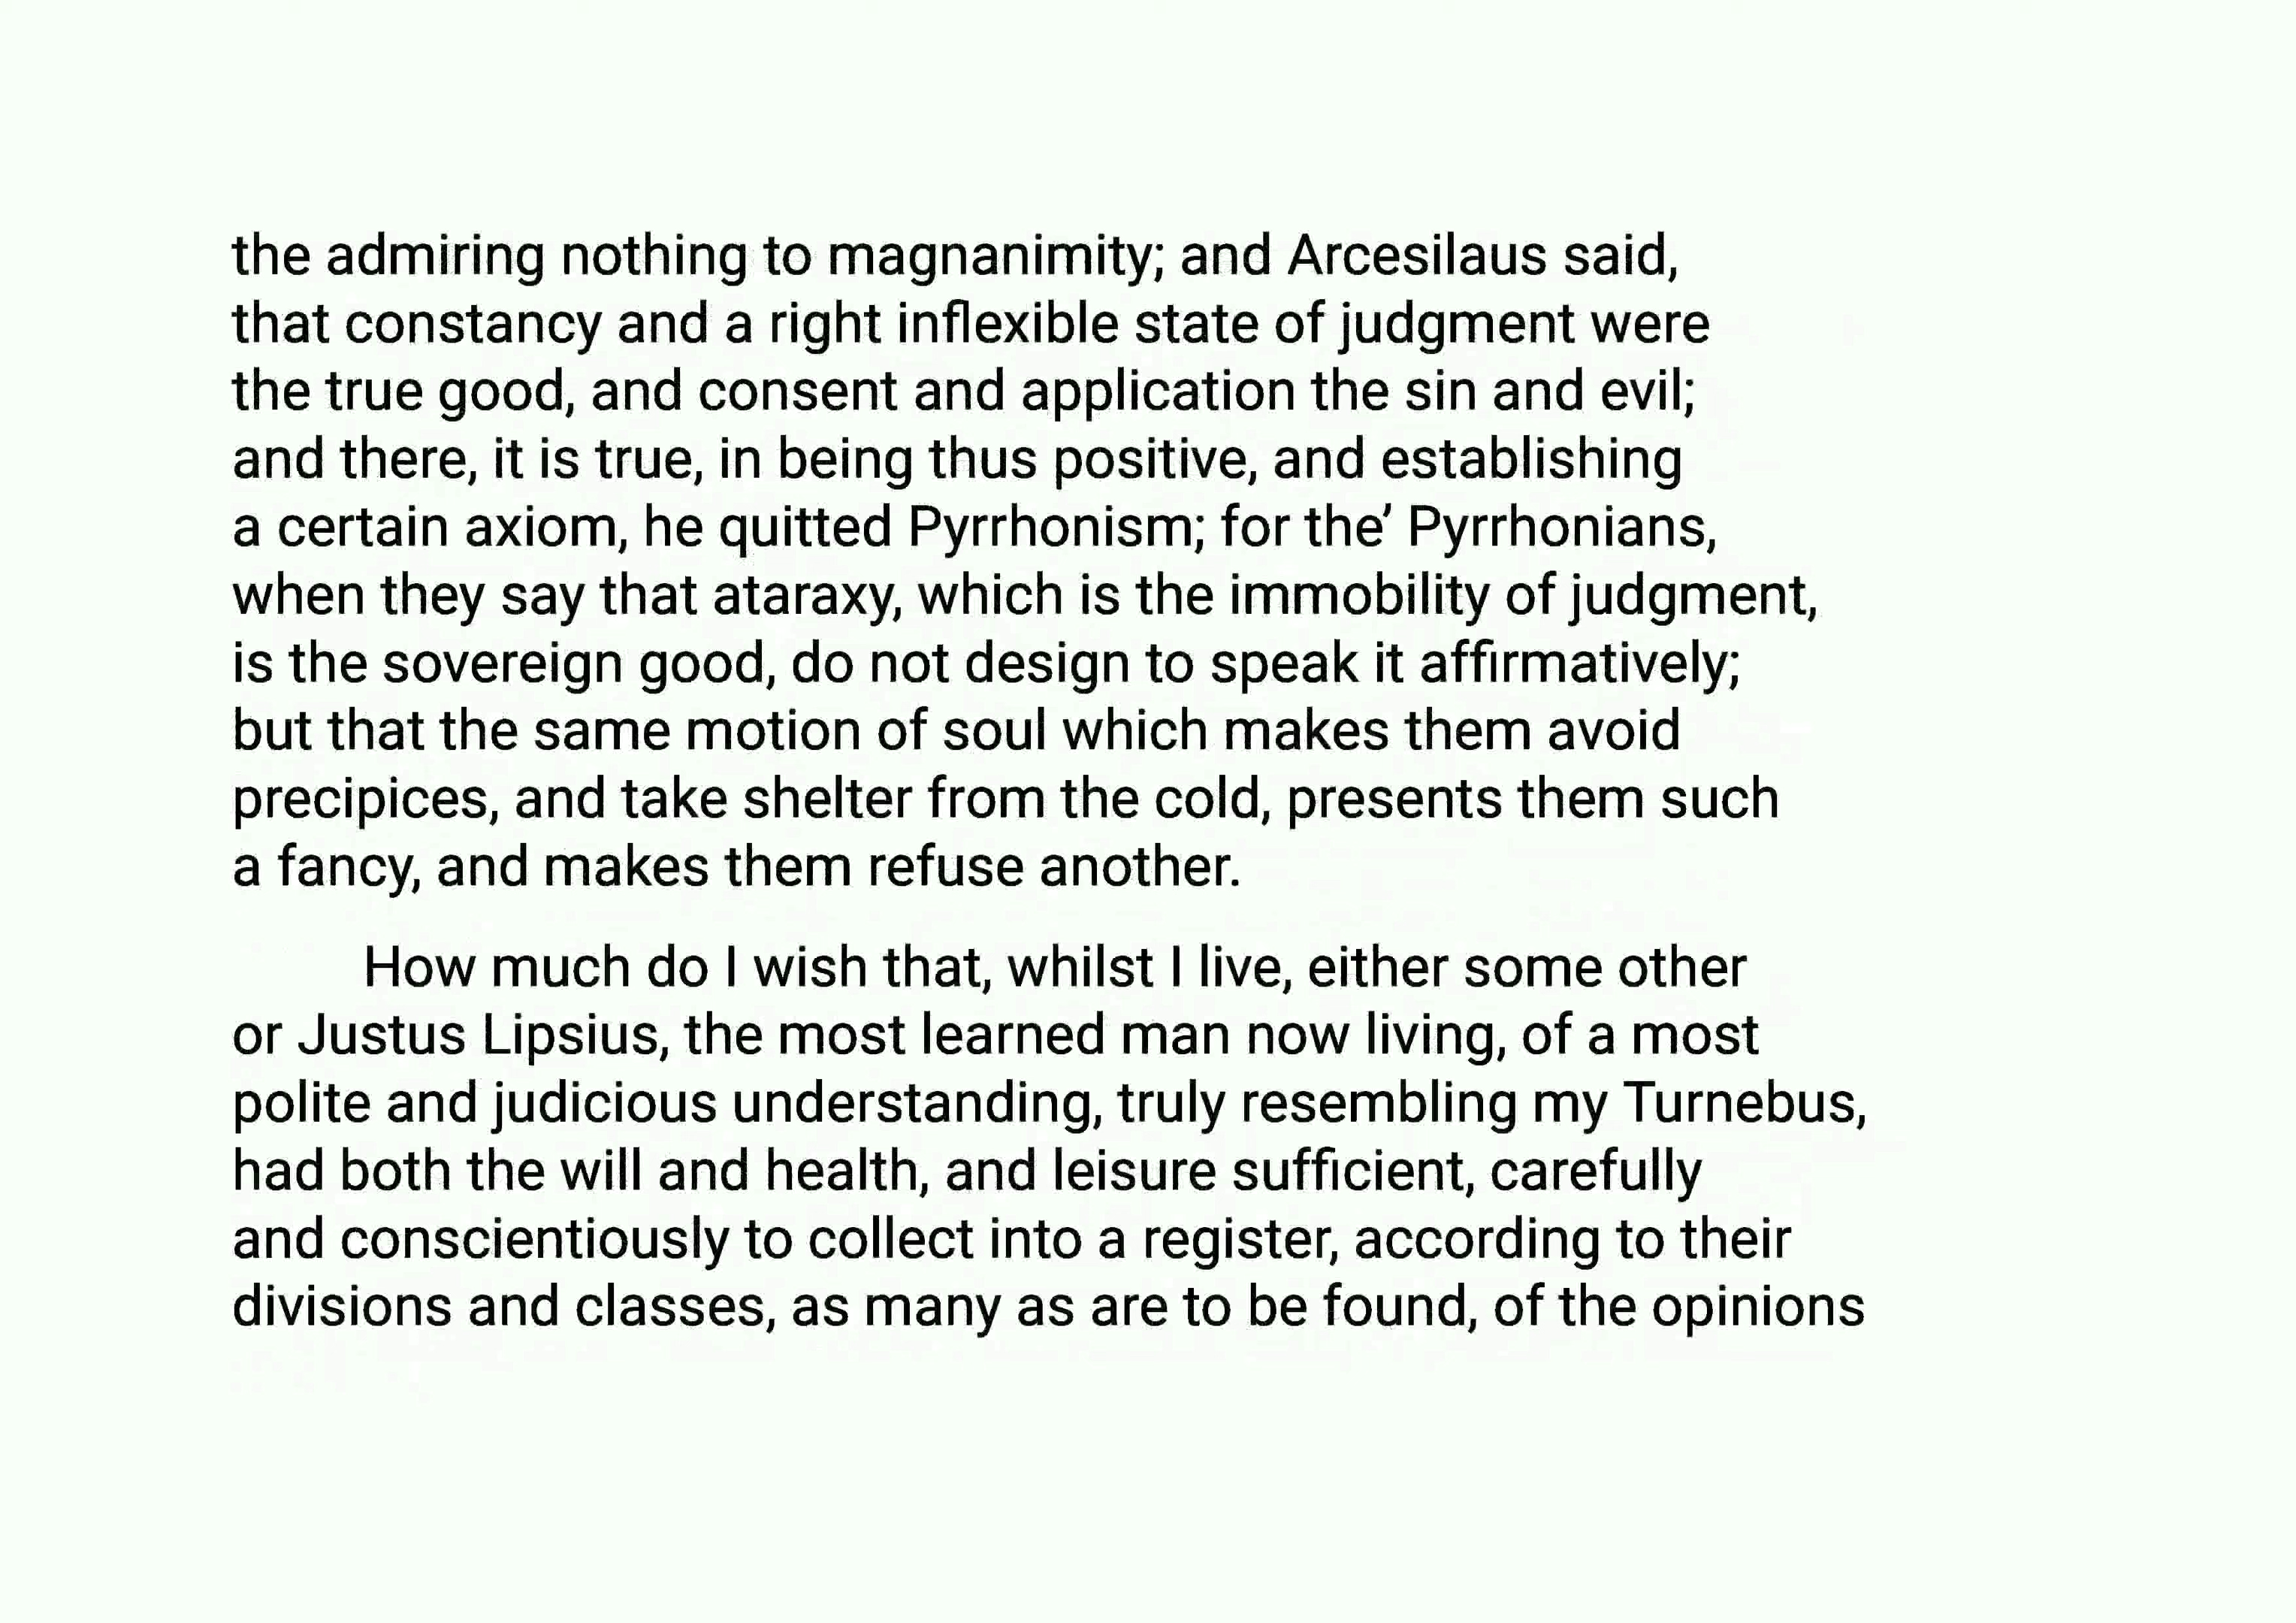 the admiring nothing to magnanimity; and Arcesilaus said,
that constancy and a right inflexible state of judgment were
the true good, and consent and application the sin and evil;
and there, it is true, in being thus positive, and establishing
a certain axiom, he quitted Pyrrhonism; for the’ Pyrrhonians,
when they say that ataraxy, which is the immobility of judgment,
is the sovereign good, do not design to speak it affirmatively;
but that the same motion of soul which makes them avoid
precipices, and take shelter from the cold, presents them such
a fancy, and makes them refuse another.
How much do I wish that, whilst I live, either some other
or Justus Lipsius, the most learned man now living, of a most
polite and judicious understanding, truly resembling my Turnebus,
had both the will and health, and leisure sufficient, carefully
and conscientiously to collect into a register, according to their
divisions and classes, as many as are to be found, of the opinions